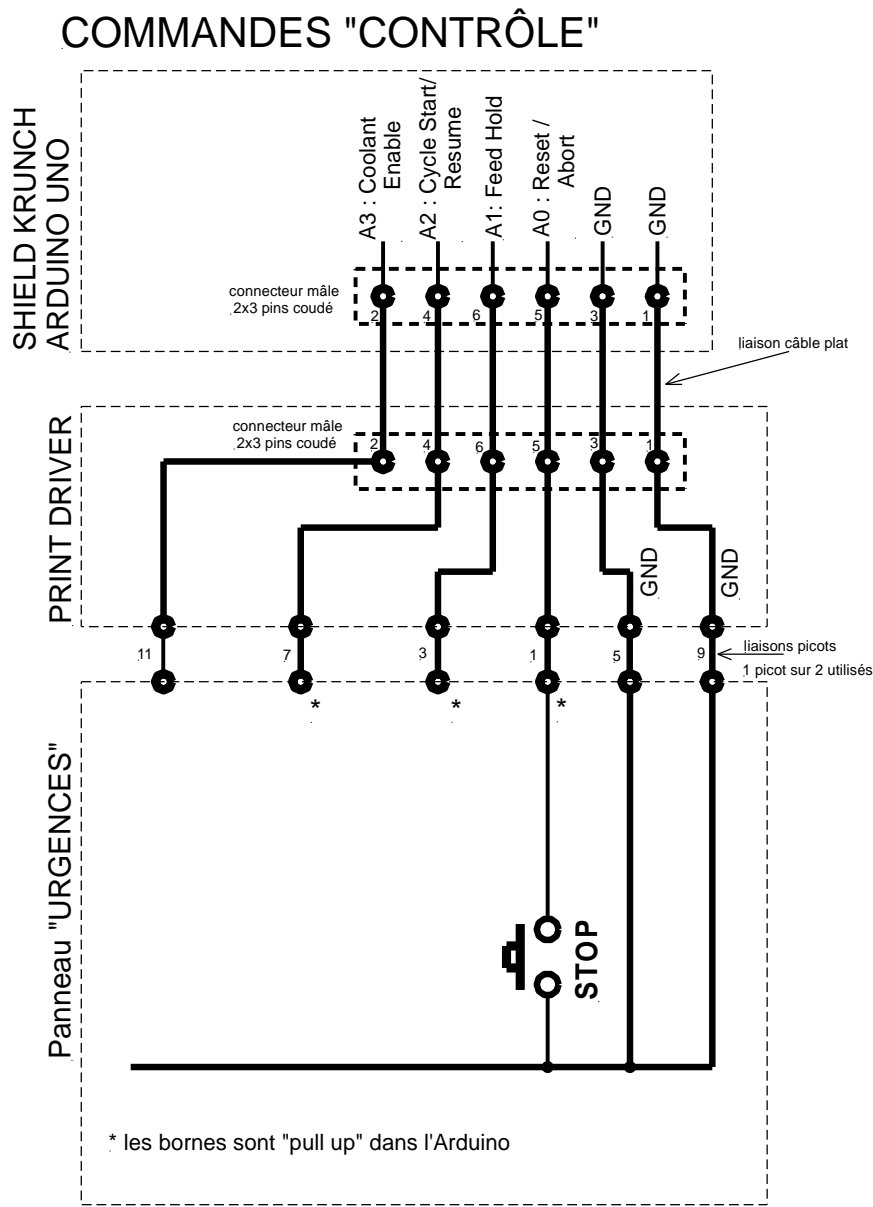 COMMANDES "CONTRÔLE"
SHIELD KRUNCH
ARDUINO UNO
A3 : Coolant
Enable
A2 : Cycle Start/
Resume
A1: Feed Hold
A0 : Reset /
Abort
GND
GND
connecteur mâle
2x3 pins coudé
2 4 6 5 3 1
liaison câble plat
PRINT DRIVER
connecteur mâle
2x3 pins coudé
2 4 6 5 3 1
GND
GND
11 7 3 1 5 9
liaisons picots
1 picot sur 2 utilisés
* * *
Panneau "URGENCES"
STOP
* les bornes sont "pull up" dans l'Arduino